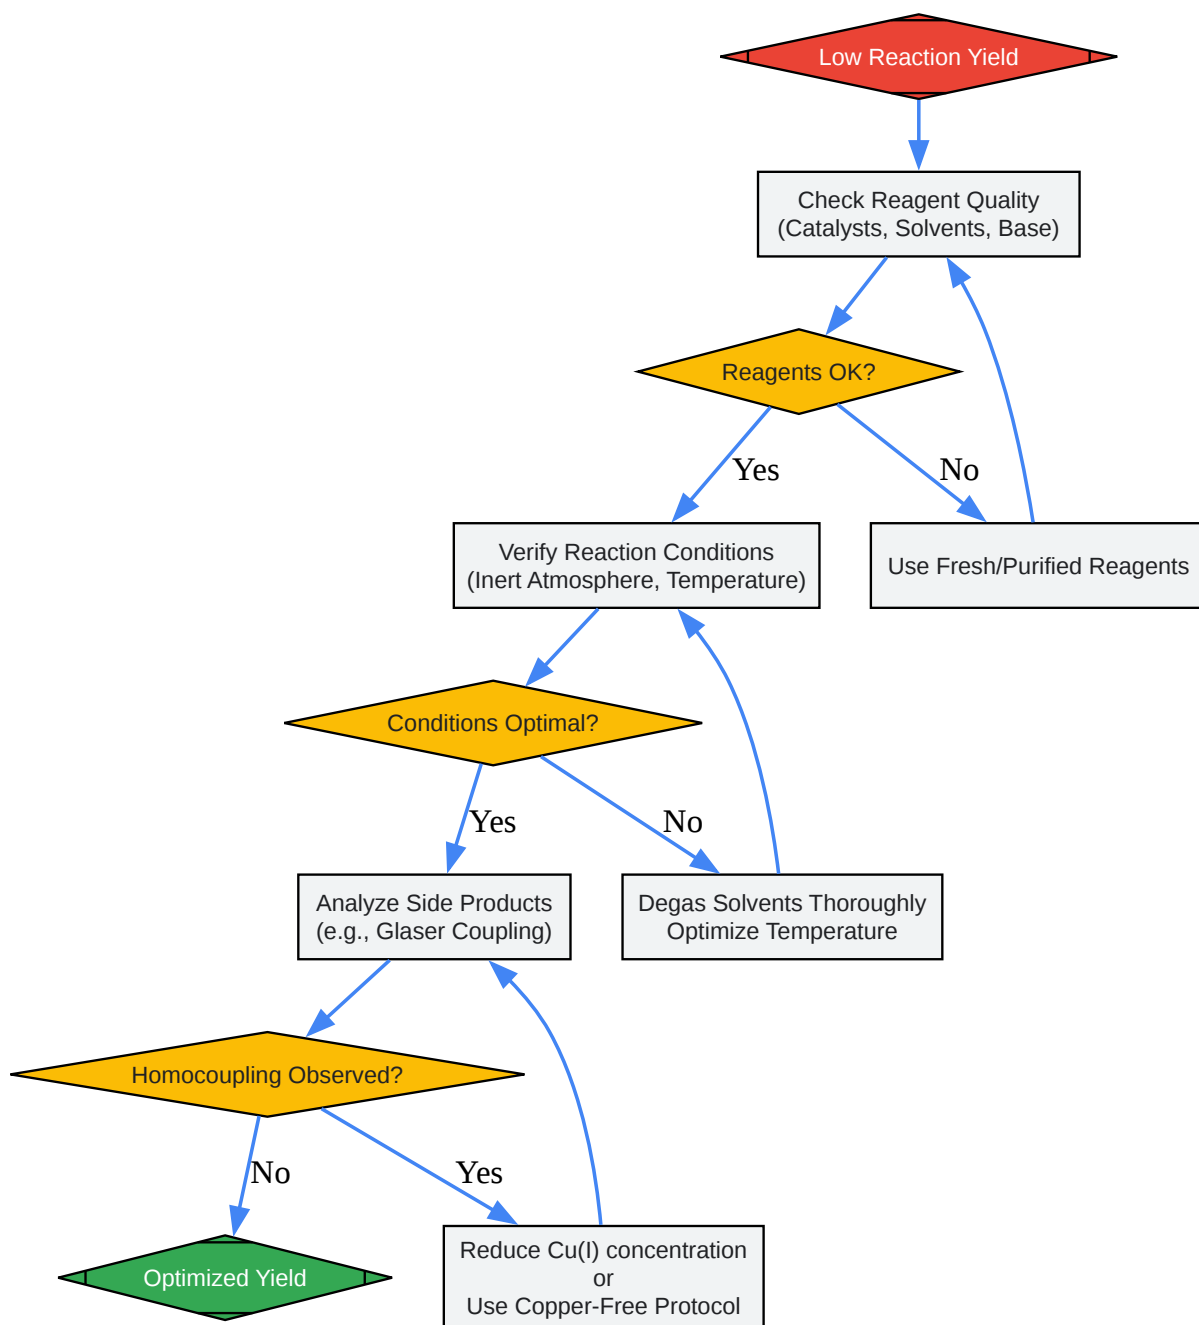 Low Reaction Yield
Check Reagent Quality
(Catalysts, Solvents, Base)
Reagents OK?
Yes
No
Verify Reaction Conditions
(Inert Atmosphere, Temperature)
Use Fresh/Purified Reagents
Conditions Optimal?
Yes
No
Analyze Side Products
(e.g., Glaser Coupling)
Degas Solvents Thoroughly
Optimize Temperature
Homocoupling Observed?
No
Yes
Optimized Yield
Reduce Cu(I) concentration
or
Use Copper-Free Protocol